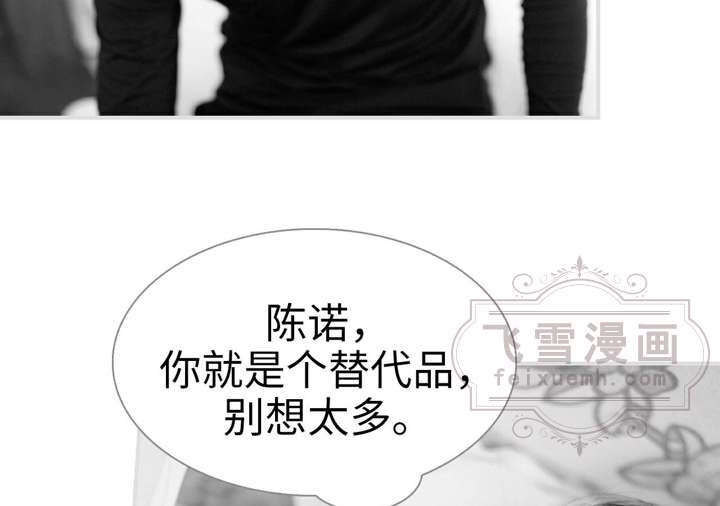 陈诺，
你就是个替代品，
别想太多。
飞雪漫画
feixuemh.com